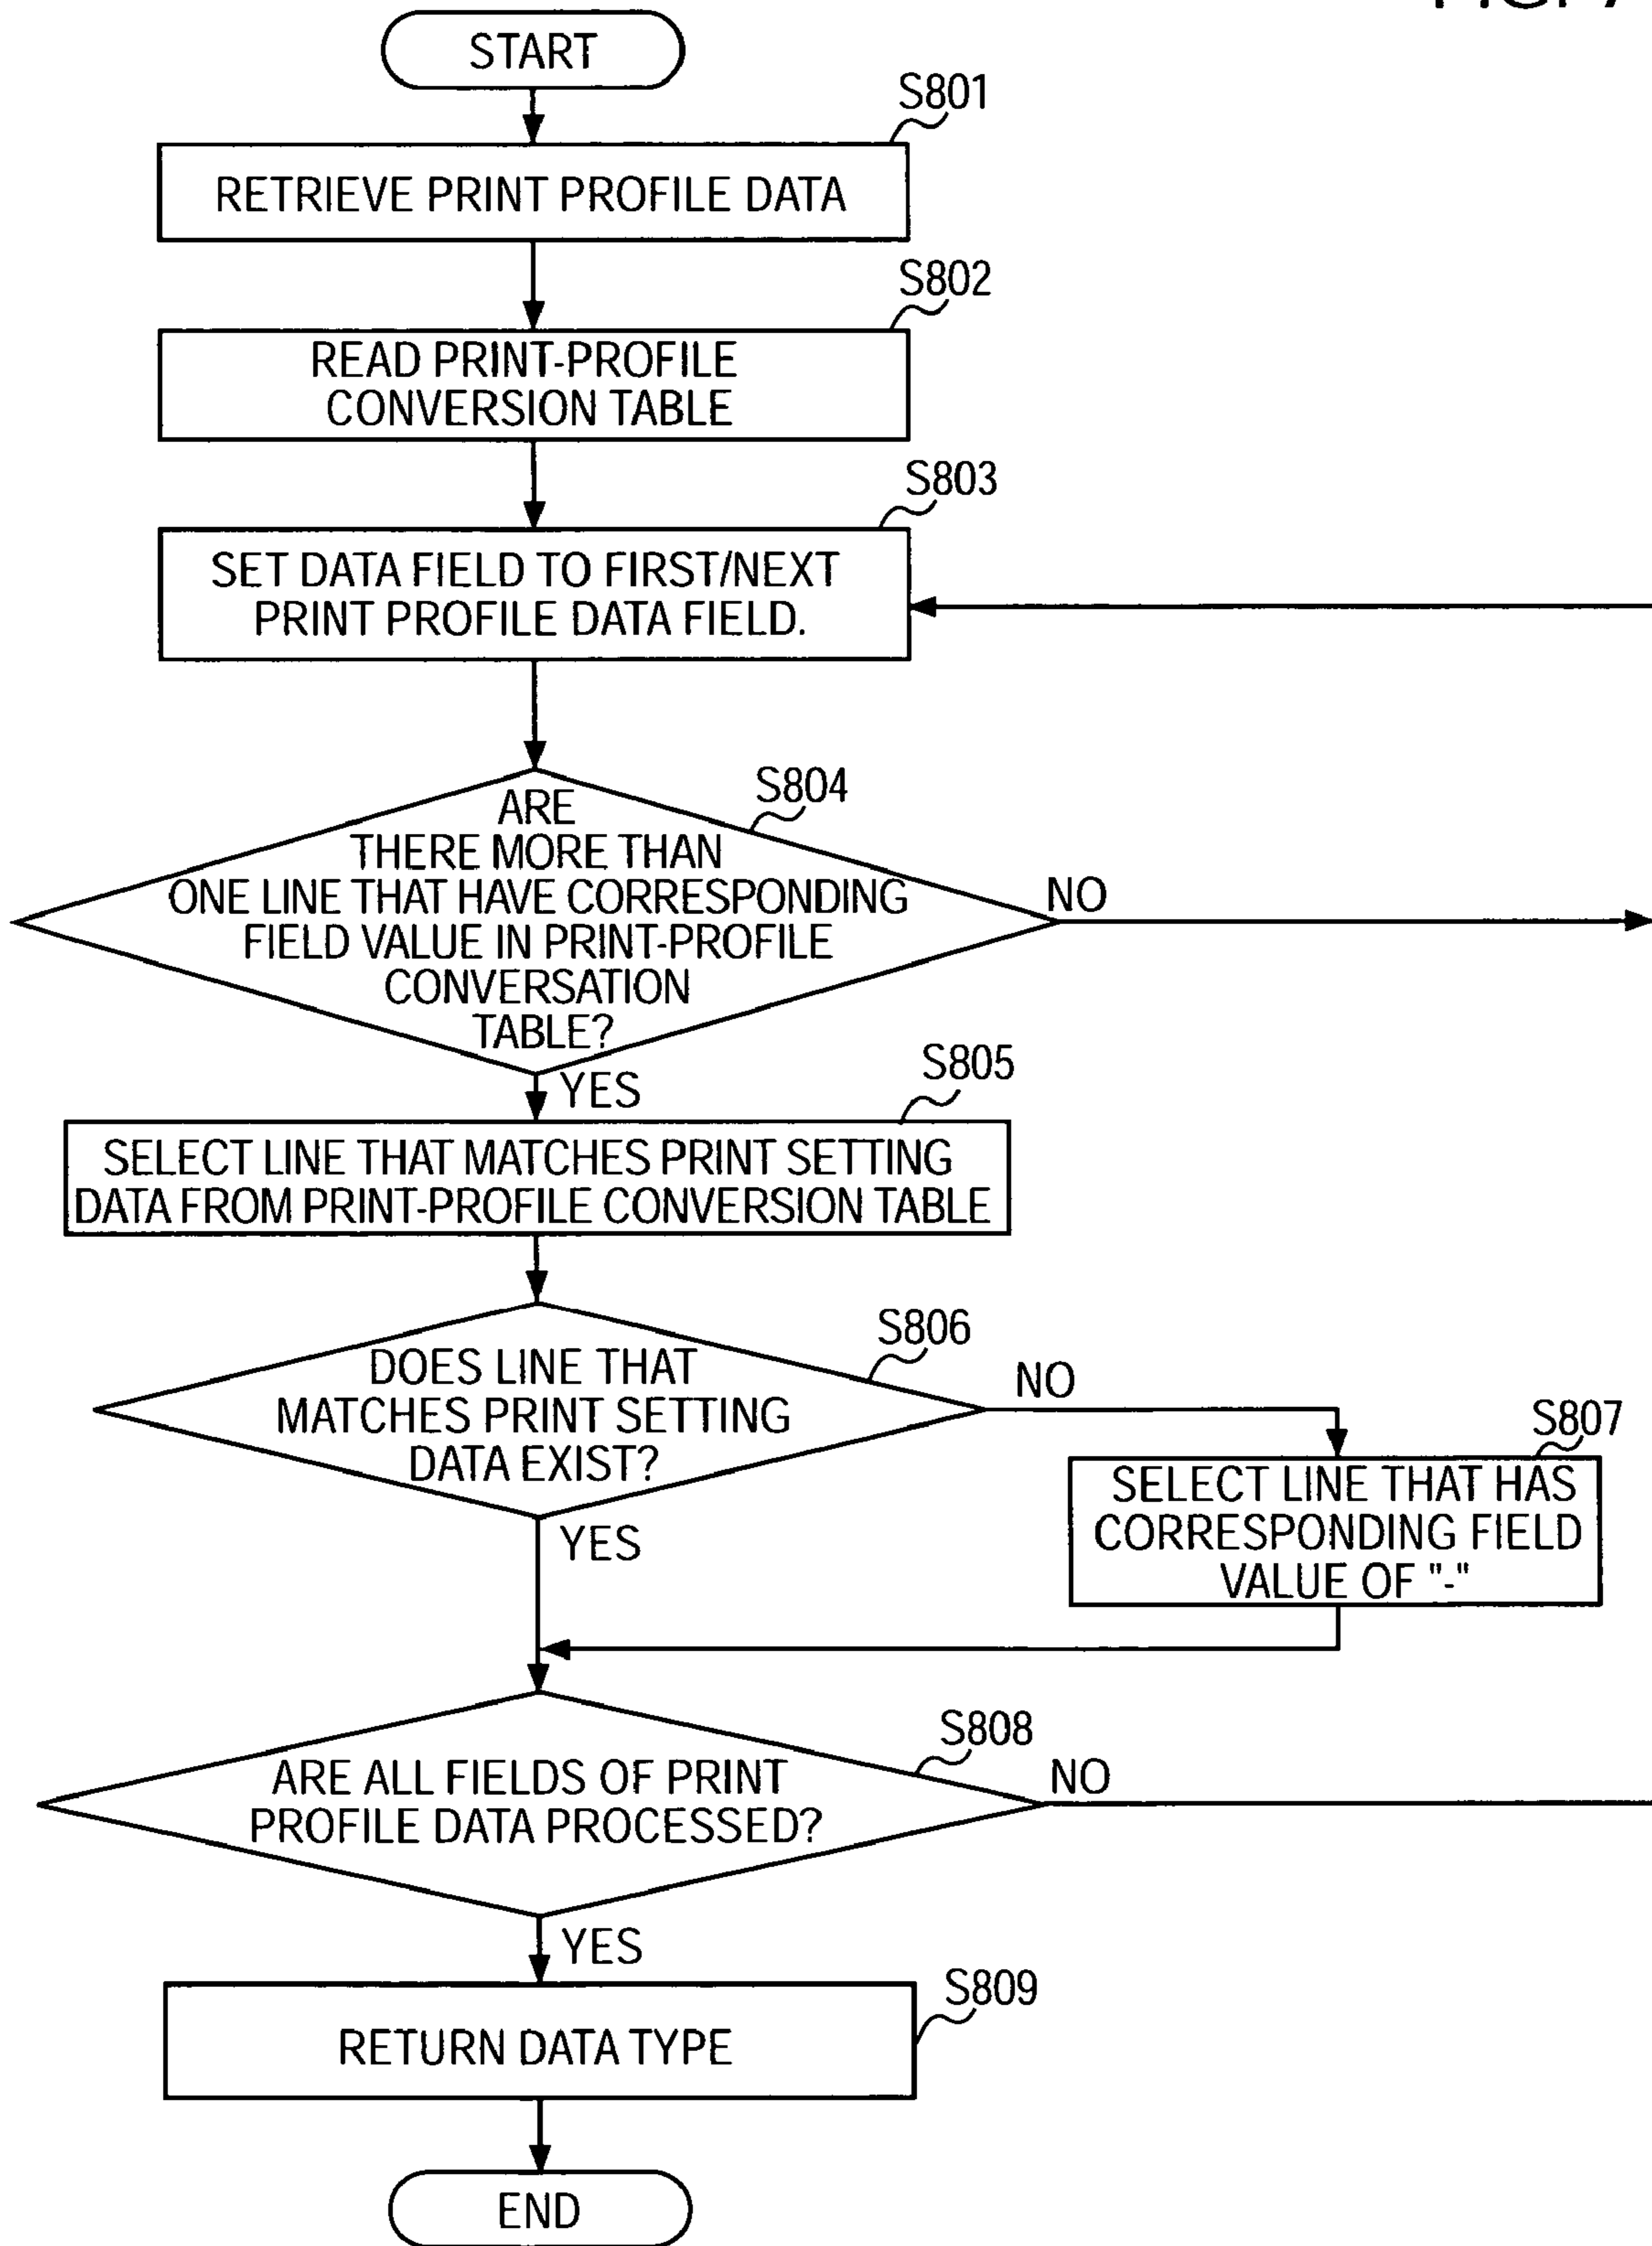 START
S801
RETRIEVE PRINT PROFILE DATA
S802
READ PRINT-PROFILE
CONVERSION TABLE
S803
SET DATA FIELD TO FIRST/NEXT
PRINT PROFILE DATA FIELD.
S804
ARE
THERE MORE THAN
ONE LINE THAT HAVE CORRESPONDING
FIELD VALUE IN PRINT-PROFILE
CONVERSATION
TABLE?
NO
YES
S805
SELECT LINE THAT MATCHES PRINT SETTING
DATA FROM PRINT-PROFILE CONVERSION TABLE
S806
DOES LINE THAT
MATCHES PRINT SETTING
DATA EXIST?
NO
YES
S807
SELECT LINE THAT HAS
CORRESPONDING FIELD
VALUE OF "-"
S808
ARE ALL FIELDS OF PRINT
PROFILE DATA PROCESSED?
NO
YES
S809
RETURN DATA TYPE
END